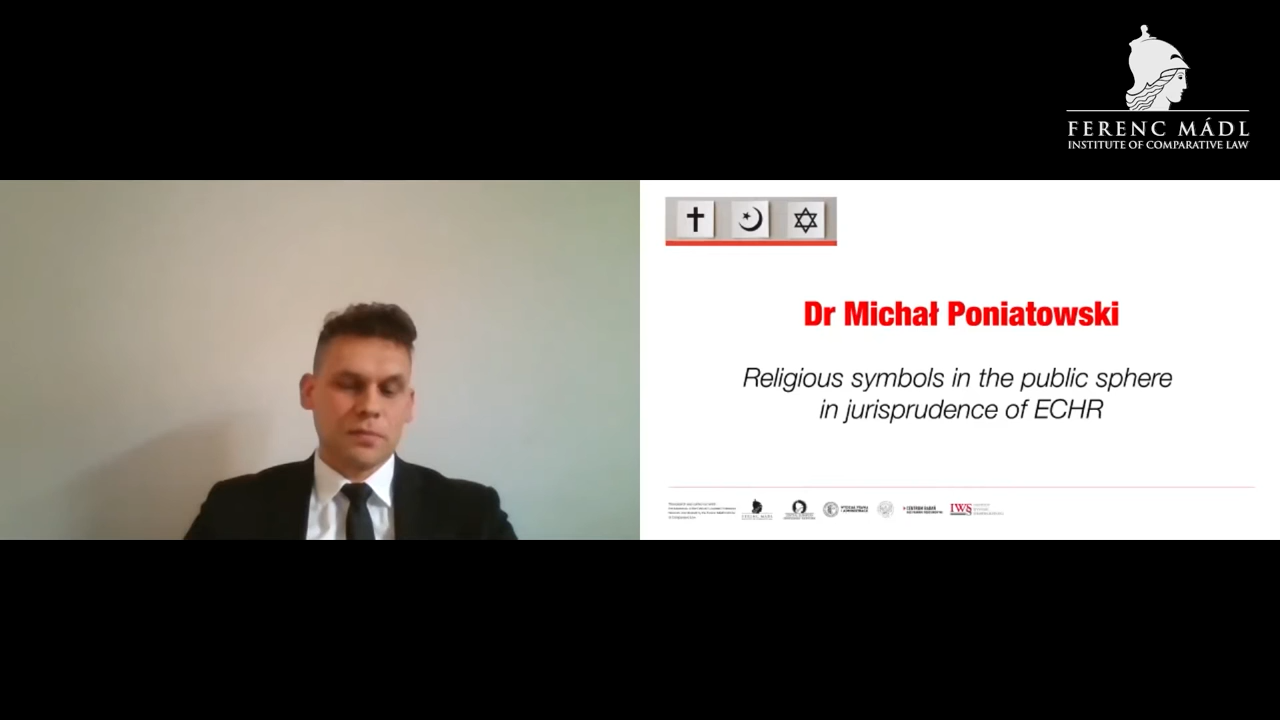 FERENC MÁDL
INSTITUTE OF COMPARATIVE LAW
Dr Michał Poniatowski
Religious symbols in the public sphere
in jurisprudence of ECHR
IWS